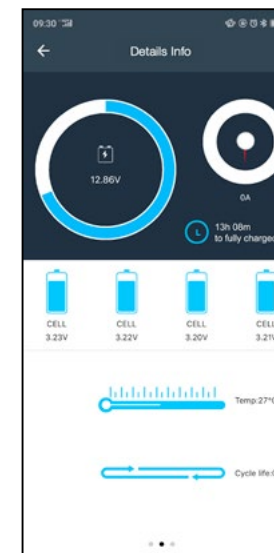 09:30
Details Info
12.86V
0A
13h 08m
to fully charged
CELL CELL CELL CELL
3.23V 3.22V 3.20V 3.21V
Temp:27°C
Cycle life:0